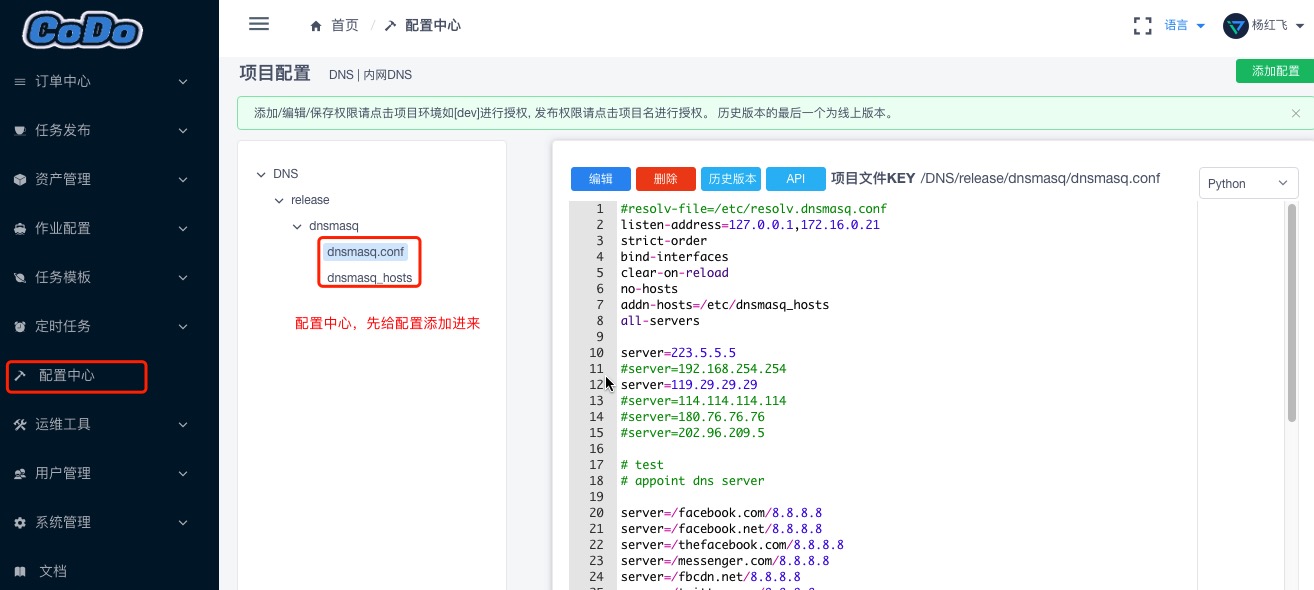 CoDo
首页 / 配置中心
语言
杨红飞
订单中心
任务发布
资产管理
作业配置
任务模板
定时任务
配置中心
运维工具
用户管理
系统管理
文档
项目配置 DNS | 内网DNS
添加配置
添加/编辑/保存权限请点击项目环境如[dev]进行授权, 发布权限请点击项目名进行授权。 历史版本的最后一个为线上版本。
DNS
release
dnsmasq
dnsmasq.conf
dnsmasq_hosts
配置中心，先给配置添加进来
编辑 删除 历史版本 API 项目文件KEY /DNS/release/dnsmasq/dnsmasq.conf
Python
1 #resolv-file=/etc/resolv.dnsmasq.conf
2 listen-address=127.0.0.1,172.16.0.21
3 strict-order
4 bind-interfaces
5 clear-on-reload
6 no-hosts
7 addn-hosts=/etc/dnsmasq_hosts
8 all-servers
9
10 server=223.5.5.5
11 #server=192.168.254.254
12 server=119.29.29.29
13 #server=114.114.114.114
14 #server=180.76.76.76
15 #server=202.96.209.5
16
17 # test
18 # appoint dns server
19
20 server=/facebook.com/8.8.8.8
21 server=/facebook.net/8.8.8.8
22 server=/thefacebook.com/8.8.8.8
23 server=/messenger.com/8.8.8.8
24 server=/fbcdn.net/8.8.8.8